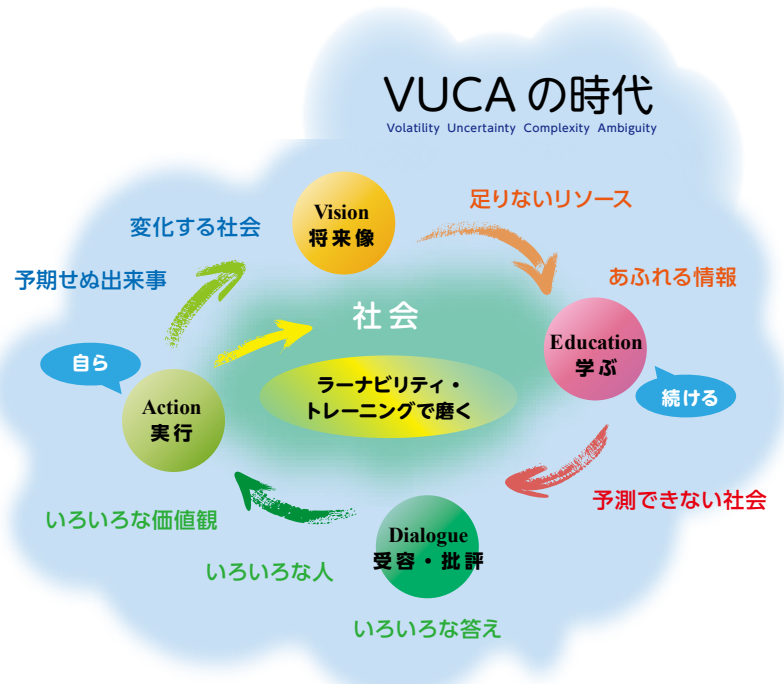 VUCAの時代
Volatility Uncertainty Complexity Ambiguity
足りないリソース
変化する社会
Vision
将来像
予期せぬ出来事
あふれる情報
社会
自ら
Education
学ぶ
ラーナビリティ・
トレーニングで磨く
続ける
Action
実行
予測できない社会
いろいろな価値観
Dialogue
受容・批評
いろいろな人
いろいろな答え